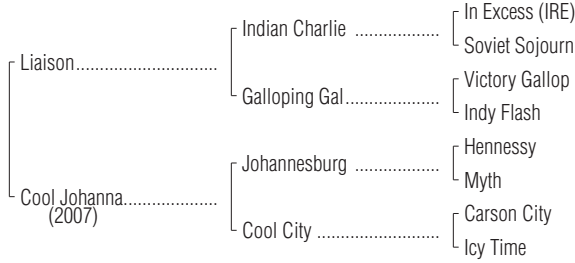 In Excess (IRE)
Indian Charlie ..................
Soviet Sojourn
Liaison..............................
Victory Gallop
Galloping Gal....................
Indy Flash
Hennessy
Johannesburg ..................
Myth
Cool Johanna....................
(2007)
Carson City
Cool City ..........................
Icy Time